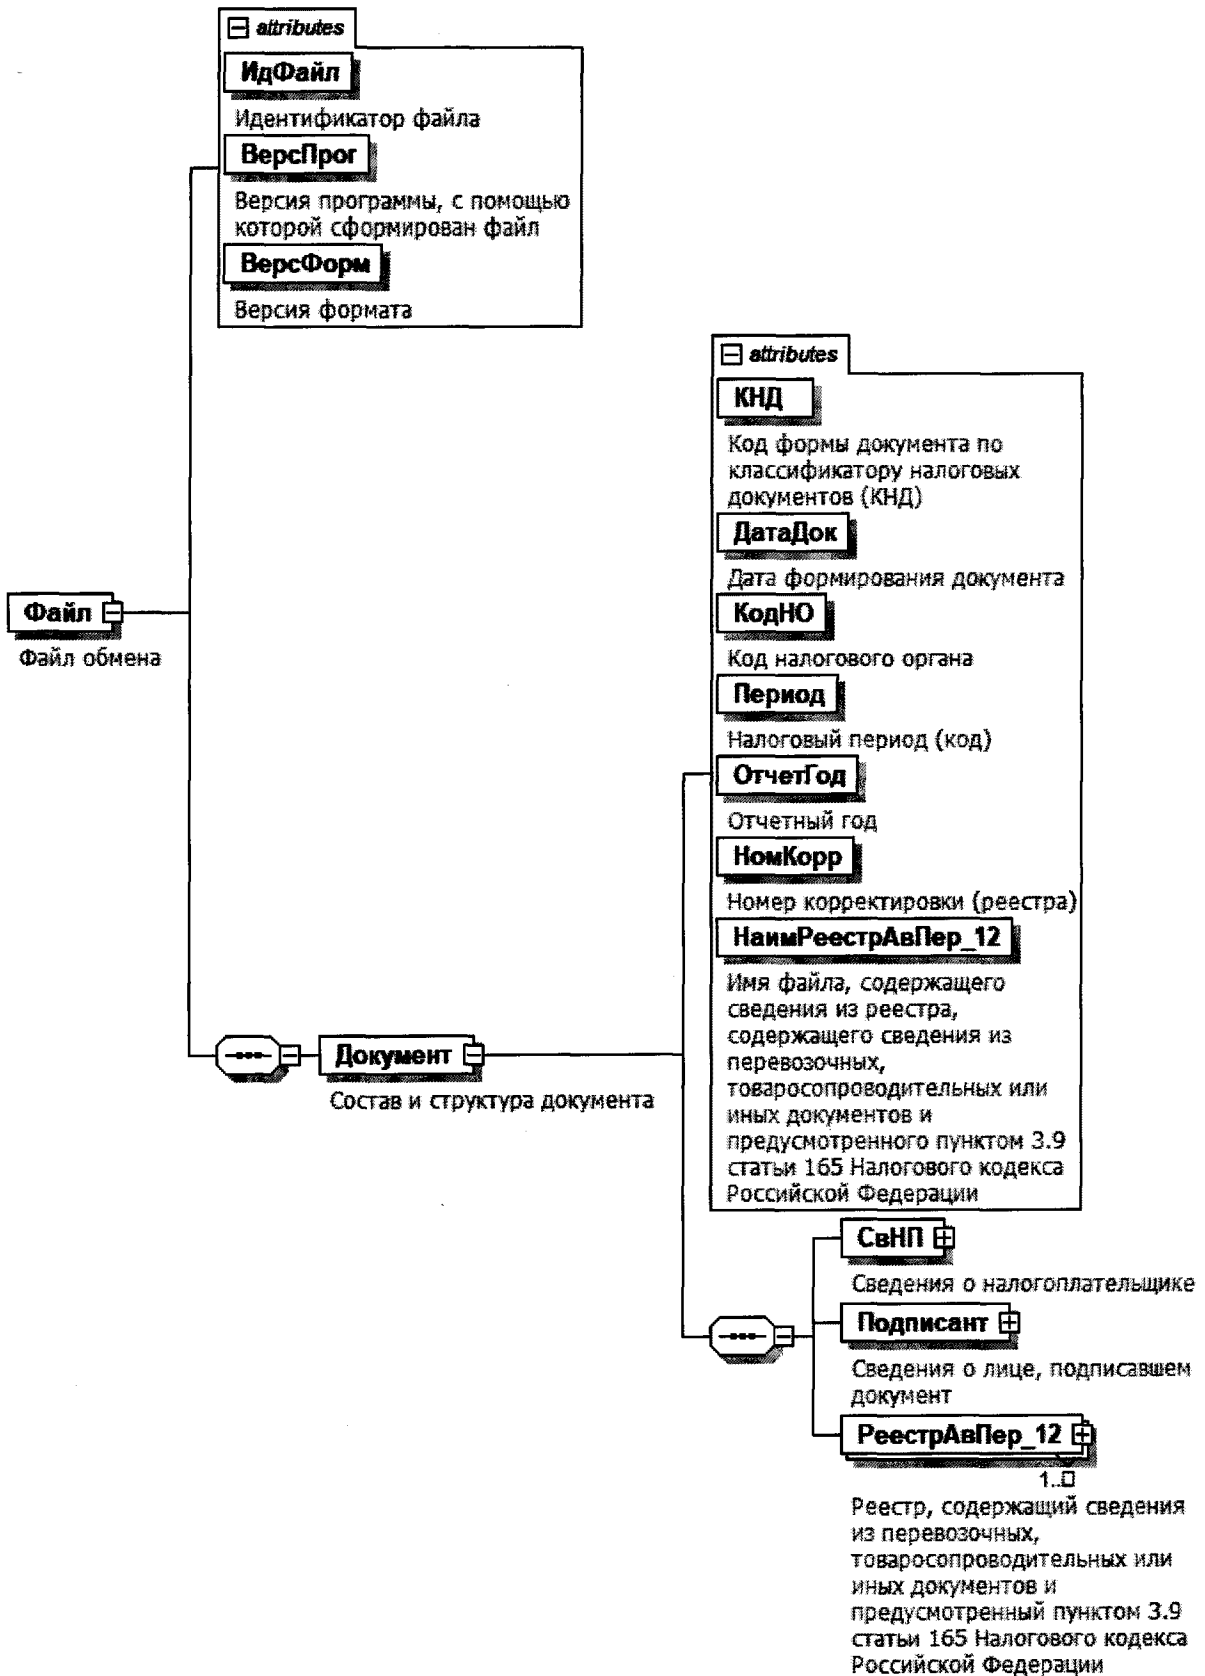 attributes
ИдФайл
Идентификатор файла
ВерсПрог
Версия программы, с помощью
которой сформирован файл
ВерсФорм
Версия формата
attributes
КНД
Код формы документа по
классификатору налоговых
документов (КНД)
ДатаДок
Дата формирования документа
КодНО
Код налогового органа
Период
Налоговый период (код)
ОтчетГод
Отчетный год
НомКорр
Номер корректировки (реестра)
НаимРеестрАвПер_12
Имя файла, содержащего
сведения из реестра,
содержащего сведения из
перевозочных,
товаросопроводительных или
иных документов и
предусмотренного пунктом 3.9
статьи 165 Налогового кодекса
Российской Федерации
Файл
Файл обмена
Документ
Состав и структура документа
СвНП
Сведения о налогоплательщике
Подписант
Сведения о лице, подписавшем
документ
РеестрАвПер_12
1..
Реестр, содержащий сведения
из перевозочных,
товаросопроводительных или
иных документов и
предусмотренный пунктом 3.9
статьи 165 Налогового кодекса
Российской Федерации